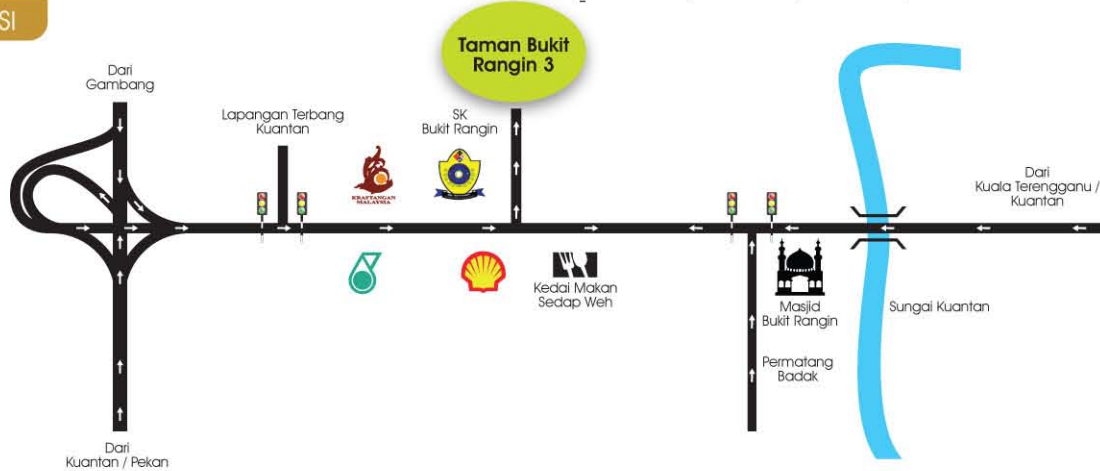 SI
Taman Bukit
Rangin 3
Dari
Gambang
Lapangan Terbang
Kuantan
SK
Bukit Rangin
KRAFTANGAN
MALAYSIA
Dari
Kuala Terengganu /
Kuantan
Kedai Makan
Sedap Weh
Masjid
Bukit Rangin
Sungai Kuantan
Permatang
Badak
Dari
Kuantan / Pekan